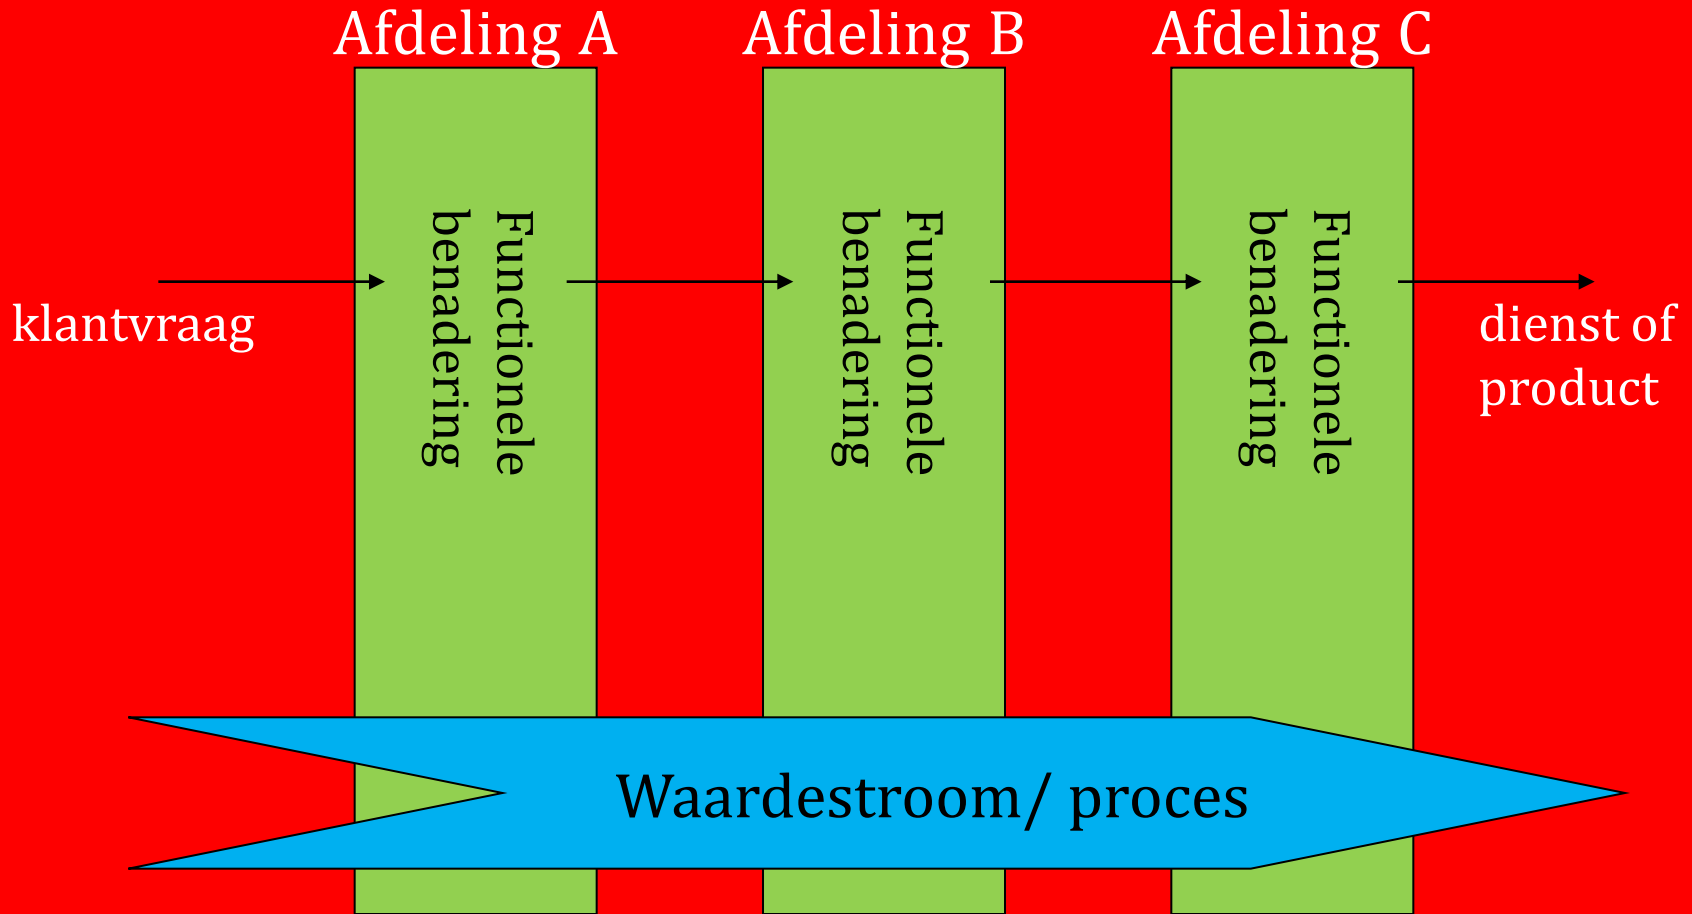 Afdeling A
Afdeling B
Afdeling C
Functionele
benadering
Functionele
benadering
Functionele
benadering
klantvraag
dienst of
product
Waardestroom/ proces